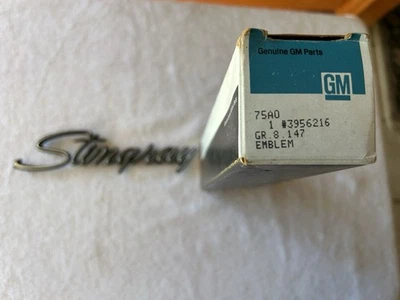 Genuine GM Parts
GM
75A0
1 #3956216
GR.8.147
EMBLEM
Stingray